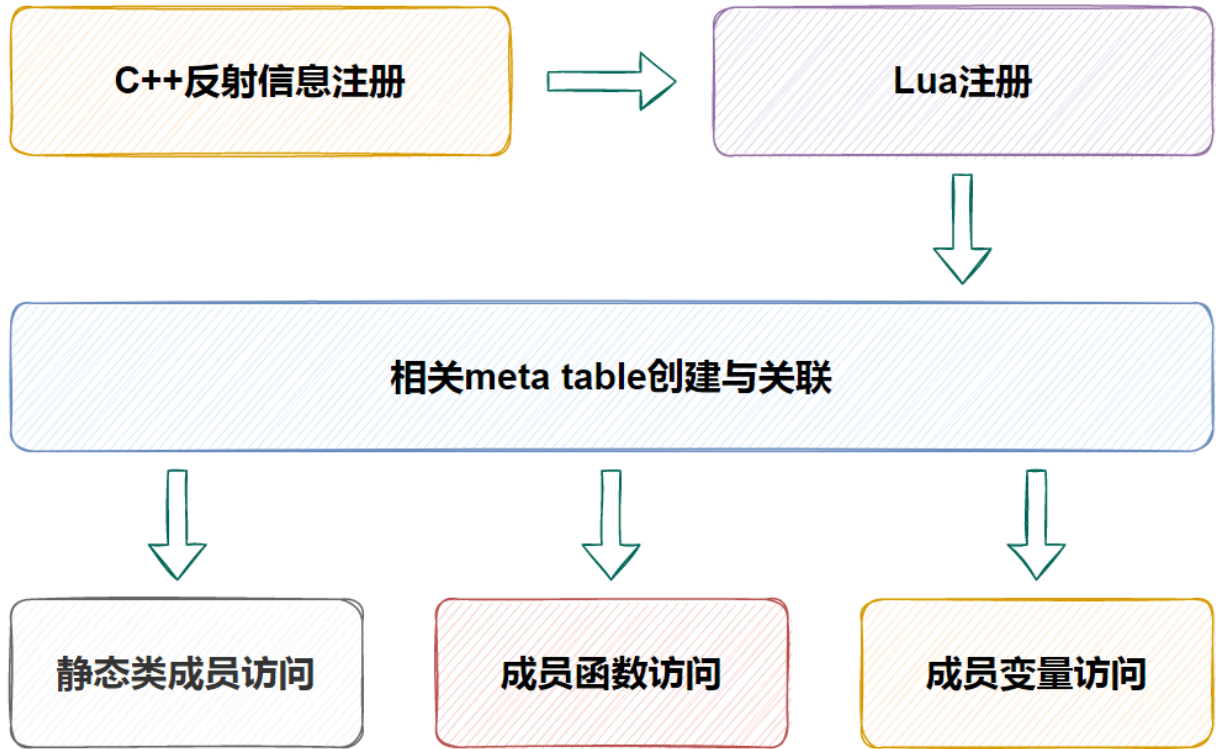 C++反射信息注册
Lua注册
相关meta table创建与关联
静态类成员访问
成员函数访问
成员变量访问